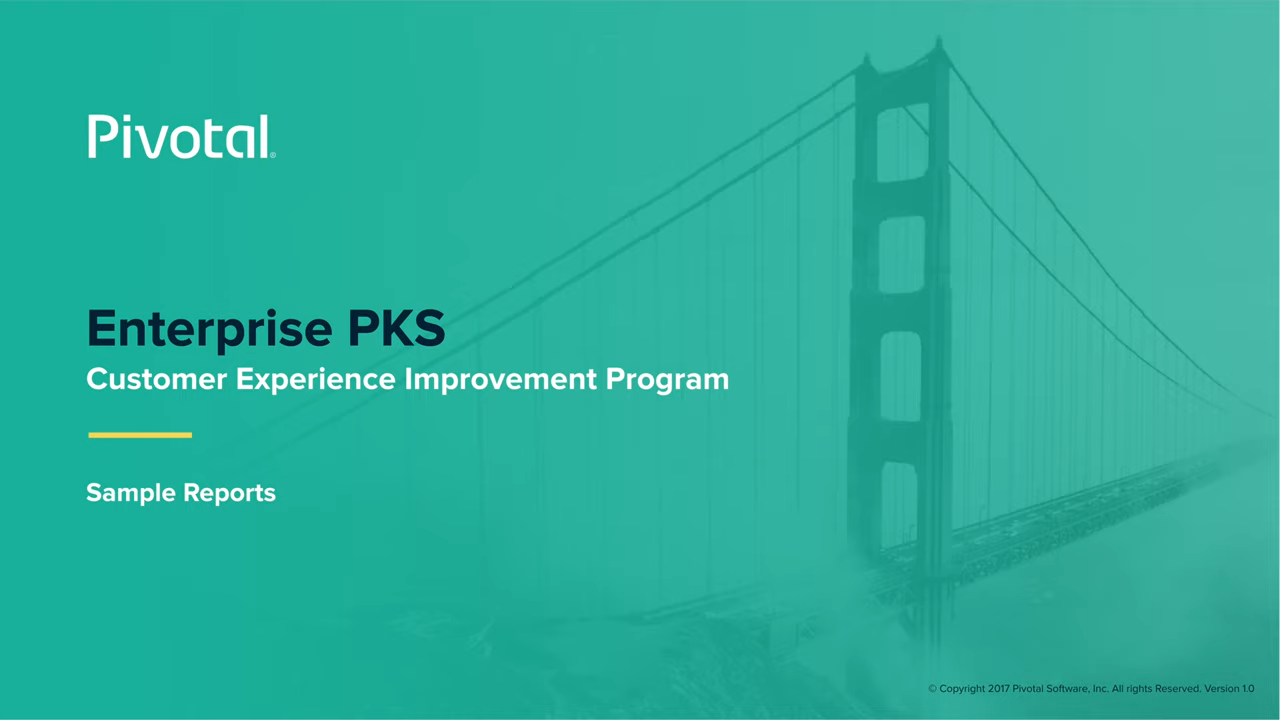 Pivotal®
Enterprise PKS
Customer Experience Improvement Program
Sample Reports
© Copyright 2017 Pivotal Software, Inc. All rights Reserved. Version 1.0